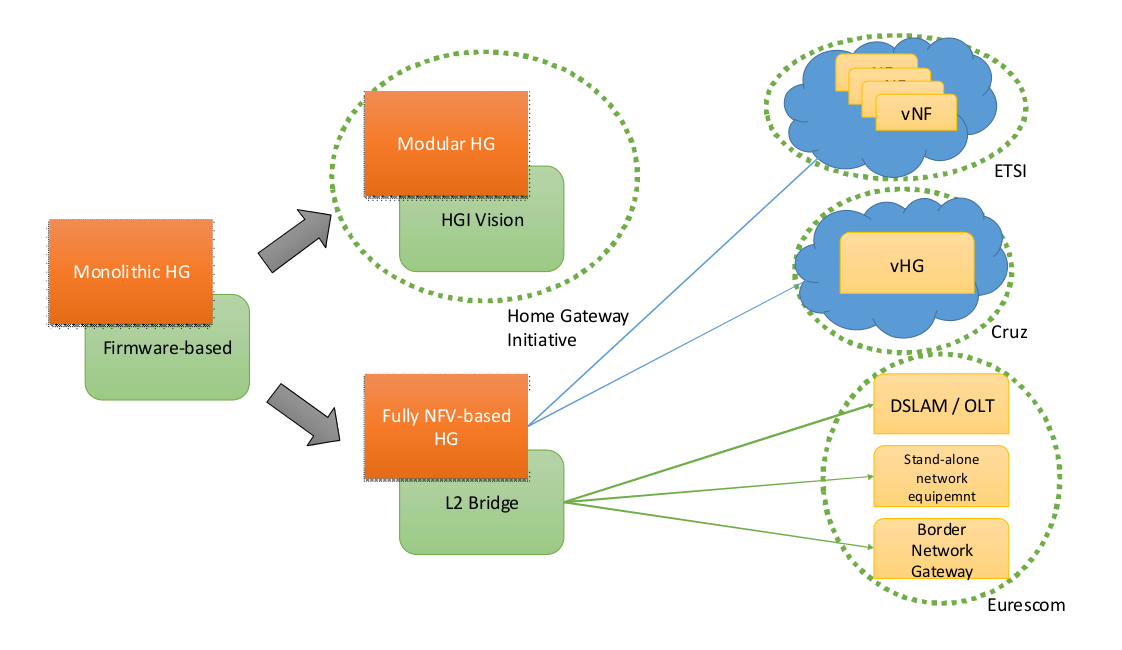 Monolithic HG
Firmware-based
Modular HG
HGI Vision
Home Gateway
Initiative
Fully NFV-based
HG
L2 Bridge
vNF
ETSI
vHG
Cruz
DSLAM / OLT
Stand-alone
network
equipemnt
Border
Network
Gateway
Eurescom